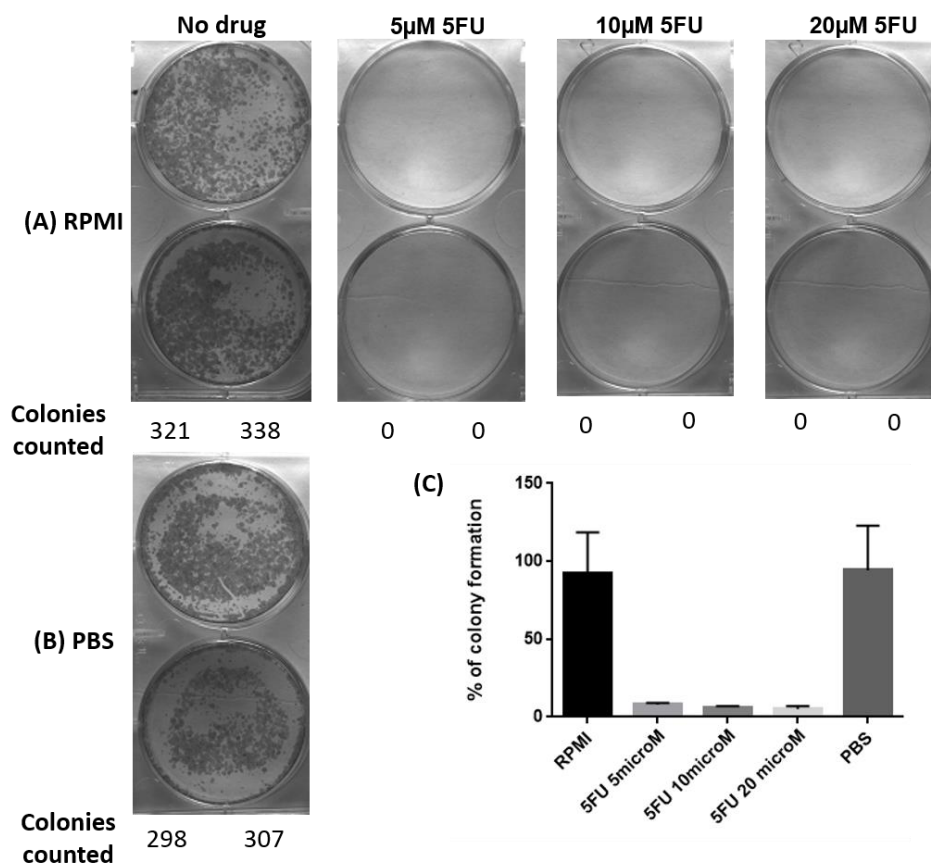 No drug 5µM 5FU 10µM 5FU 20µM 5FU
(A) RPMI
Colonies
counted
321 338 0 0 0 0 0 0
(C)
150
100
50
0
% of colony formation
RPMI
5FU 5microM
5FU 10microM
5FU 20 microM
PBS
(B) PBS
Colonies
counted
298 307